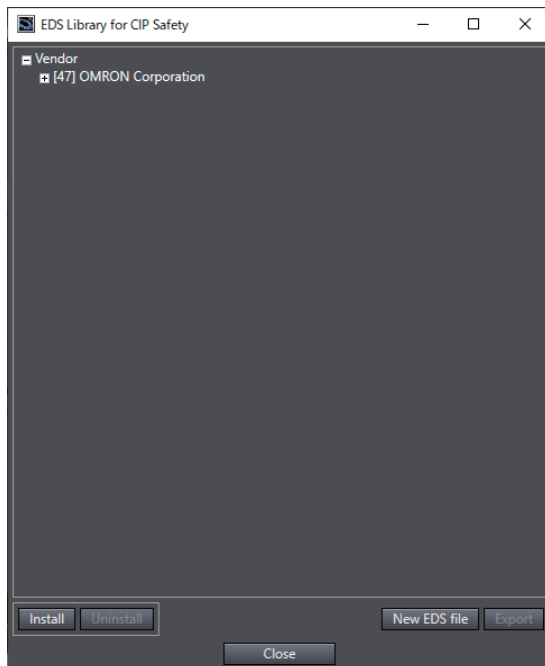 EDS Library for CIP Safety
Vendor
[47] OMRON Corporation
Install Uninstall New EDS file Export
Close